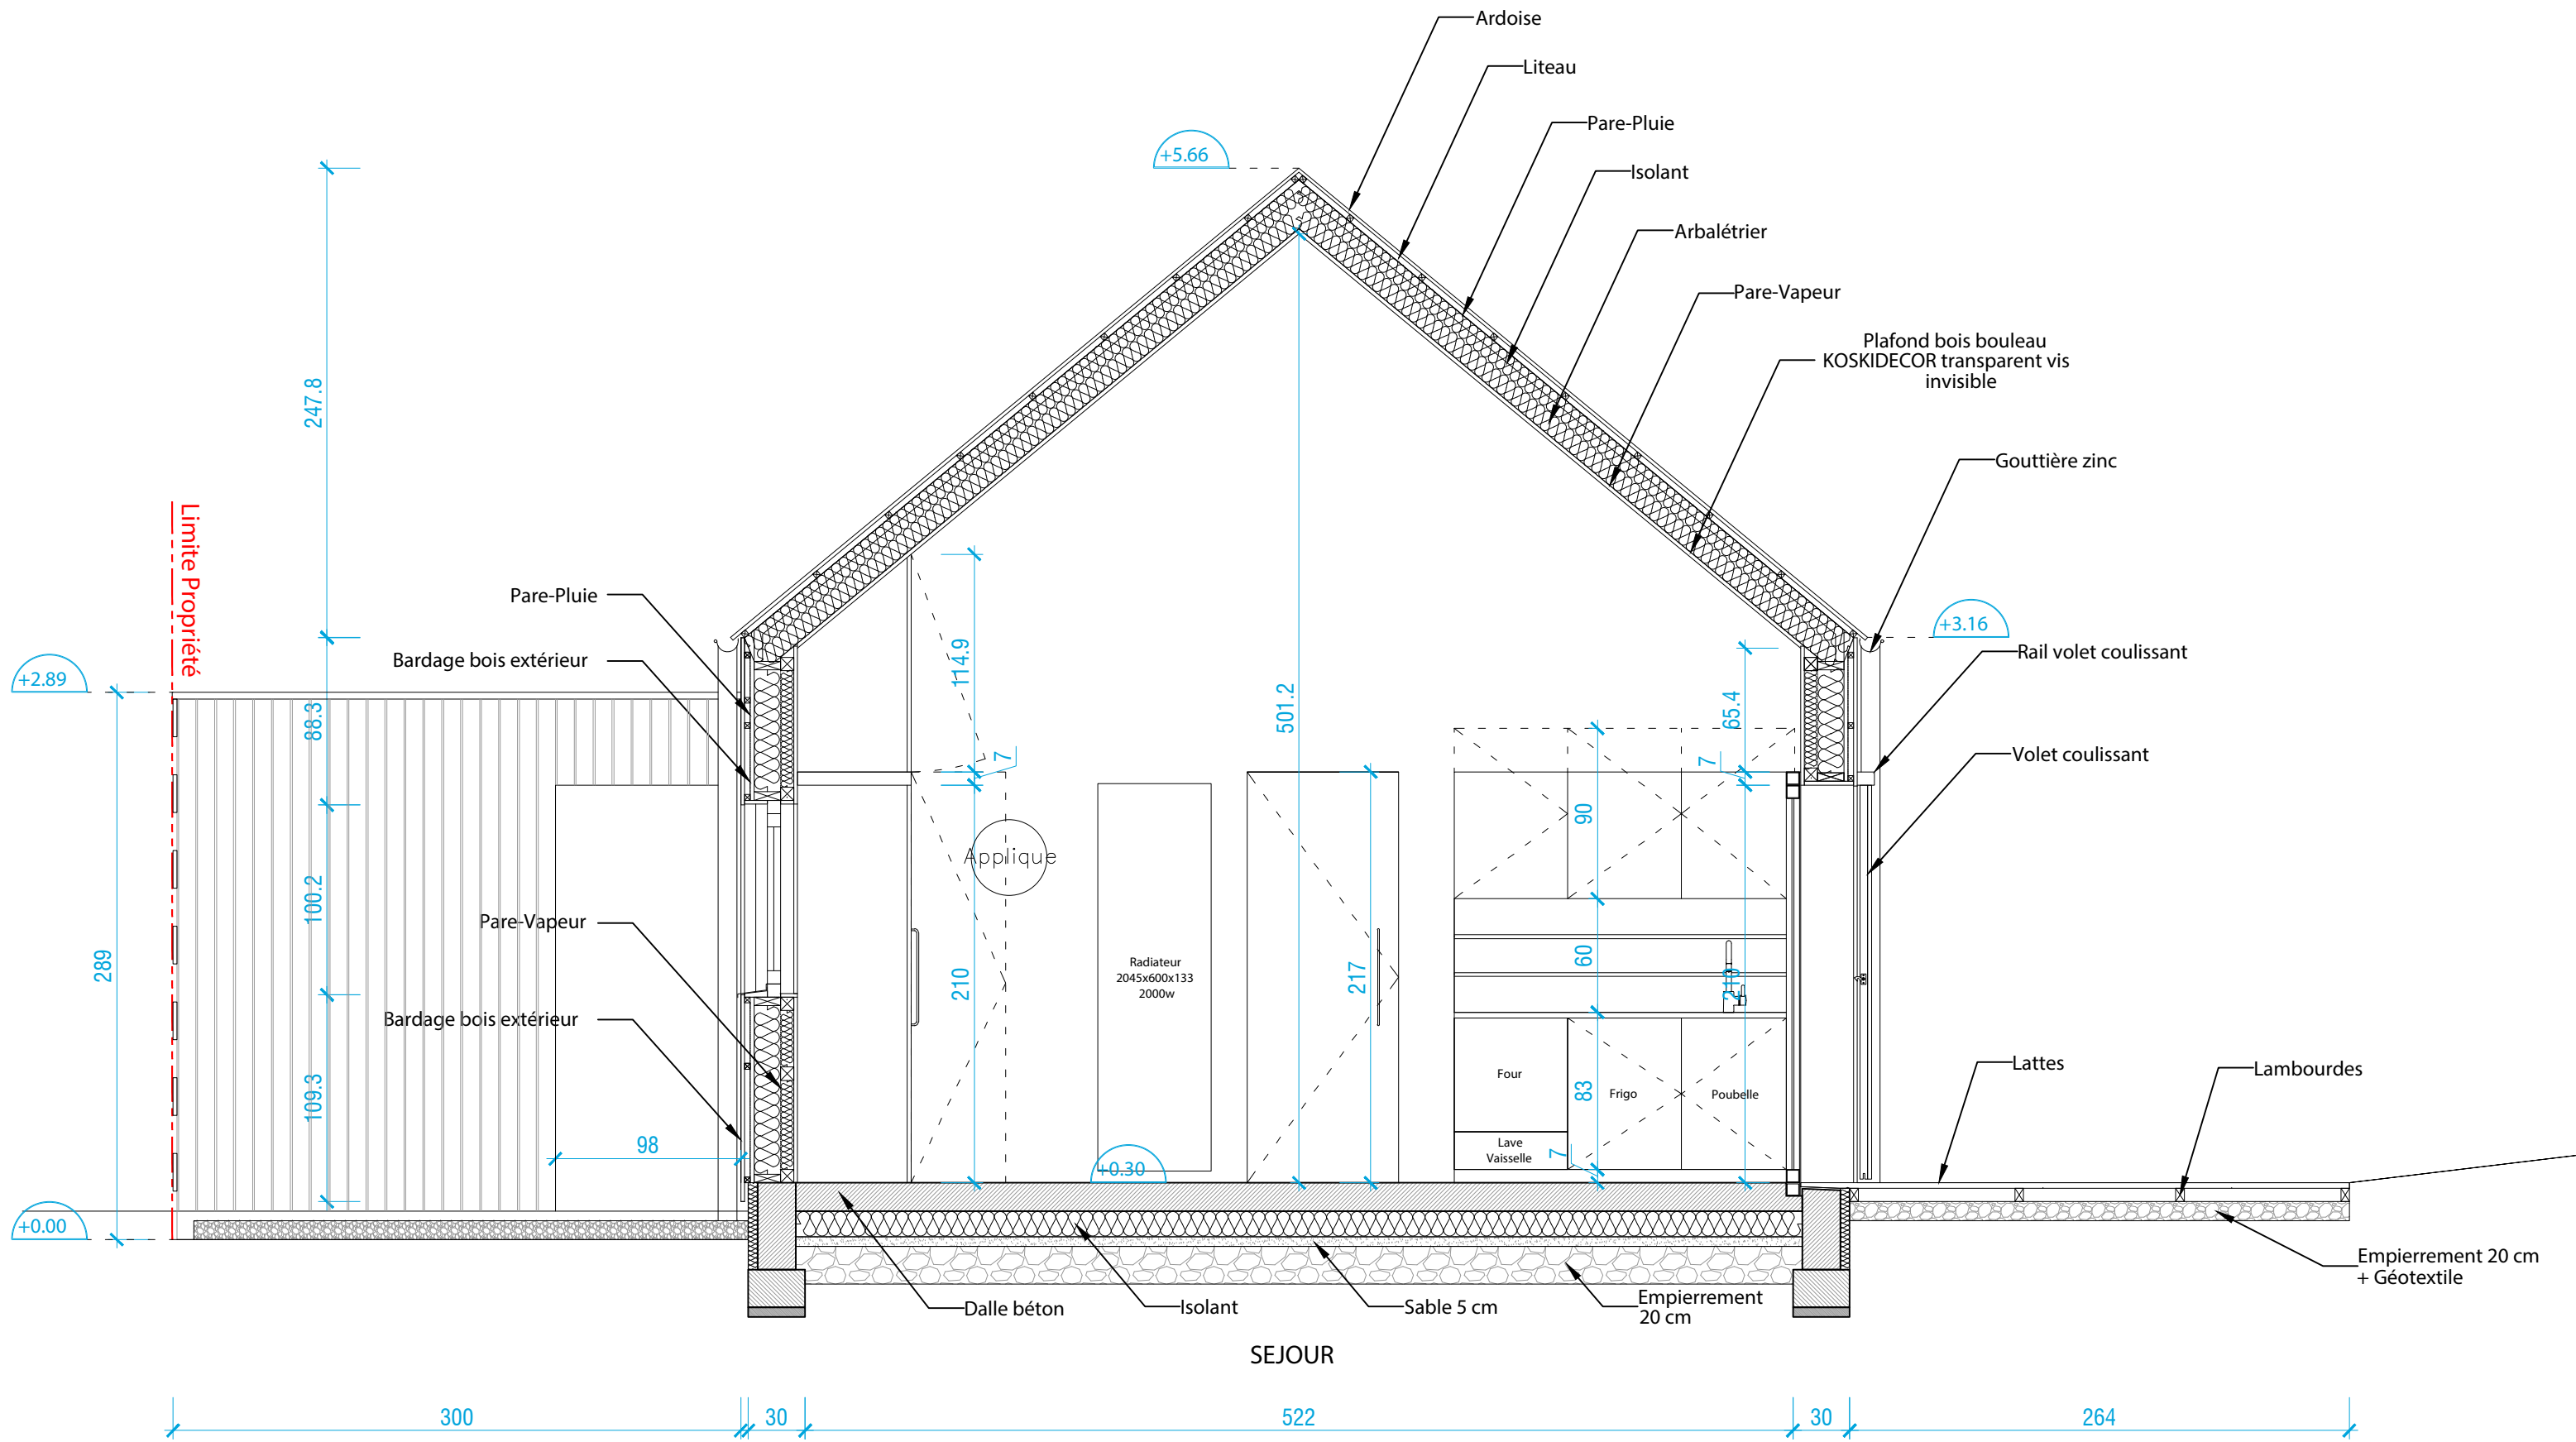 Ardoise
Liteau
Pare-Pluie
+5.66
Isolant
Arbalétrier
Pare-Vapeur
Plafond bois bouleau
KOSKIDECOR transparent vis
invisible
247.8
Gouttière zinc
Limite Propriété
Pare-Pluie
+3.16
Bardage bois extérieur
Rail volet coulissant
+2.89
114.9
65.4
501.2
88.3
7
7
Volet coulissant
90
Applique
100.2
Pare-Vapeur
289
210
Radiateur
2045x600x133
2000w
217
60
210
Bardage bois extérieur
109.3
Four
83
Frigo
Poubelle
Lattes
Lambourdes
98
Lave
Vaisselle
7
+0.30
+0.00
Empierrement 20 cm
+ Géotextile
Dalle béton
Isolant
Sable 5 cm
Empierrement
20 cm
SEJOUR
300
30
522
30
264